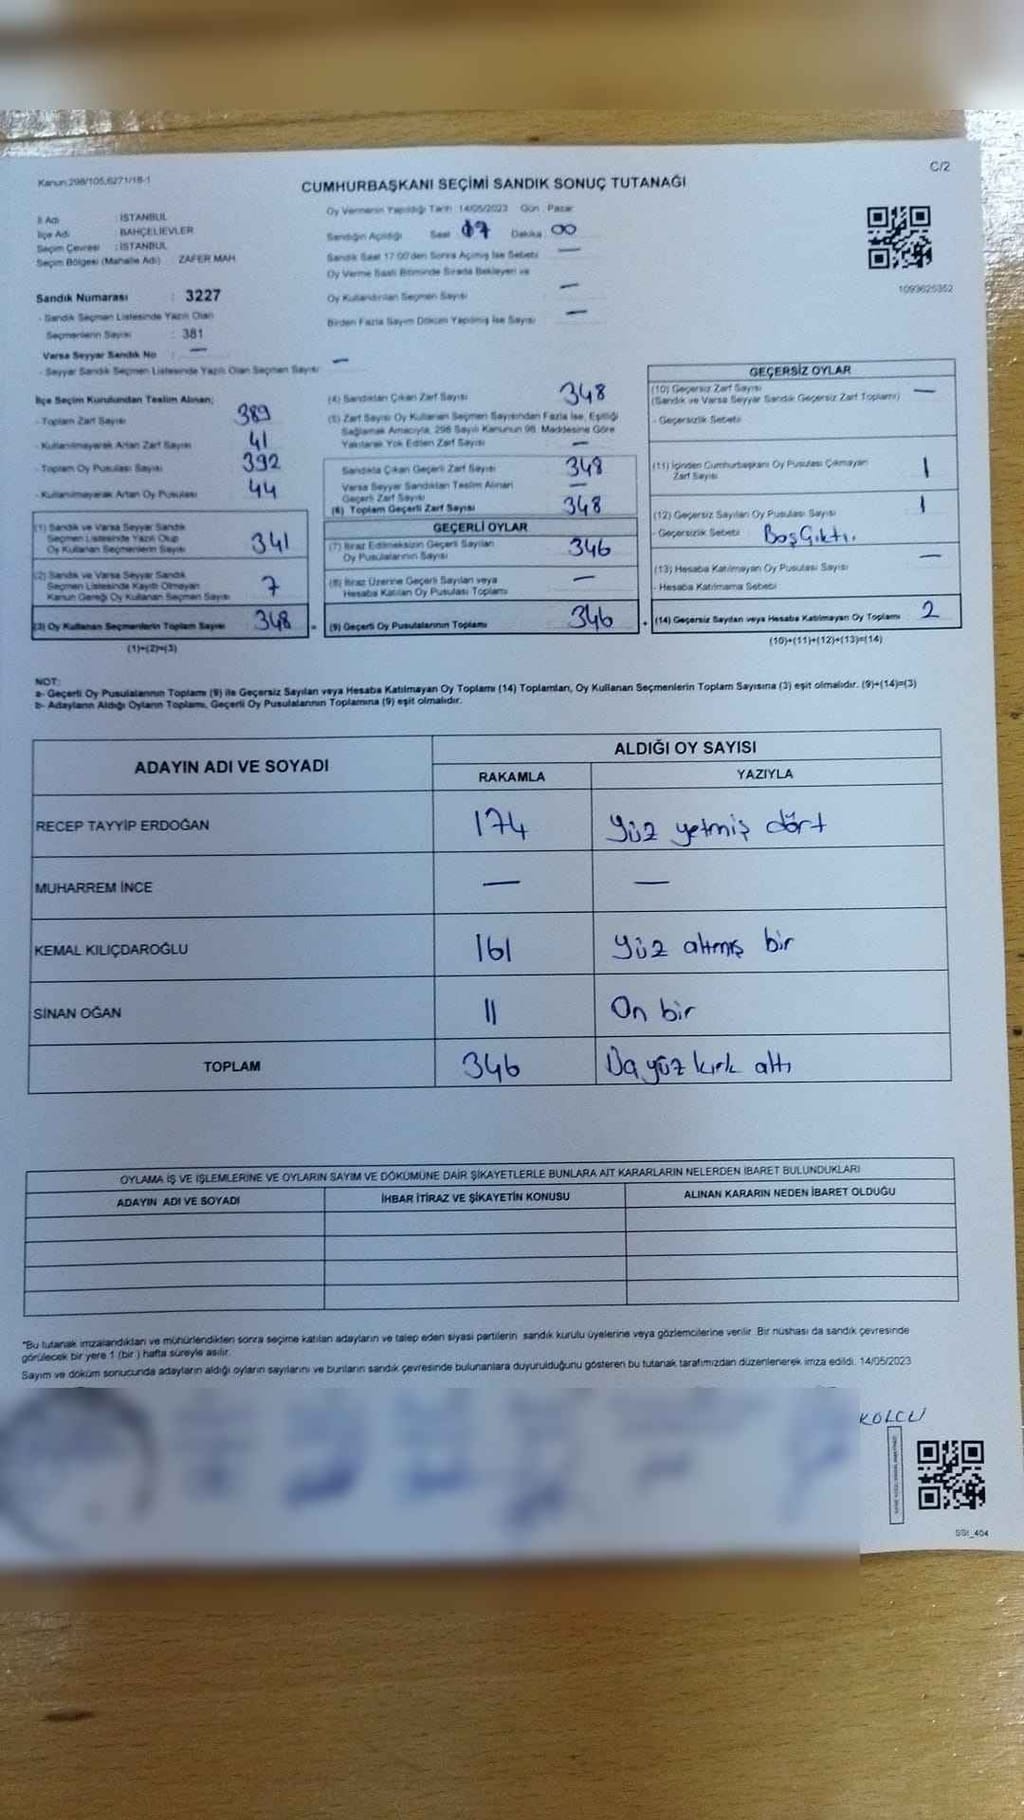 Kanun:298/105,6271/18-1
C/2
CUMHURBAŞKANI SEÇİMİ SANDIK SONUÇ TUTANAĞI
İl Adı : İSTANBUL
İlçe Adı : BAHÇELİEVLER
Seçim Çevresi : İSTANBUL
Seçim Bölgesi (Mahalle Adı) : ZAFER MAH
Sandık Numarası : 3227
- Sandık Seçmen Listesinde Yazılı Olan
Seçmenlerin Sayısı : 381
Varsa Seyyar Sandık No : —
- Seyyar Sandık Seçmen Listesinde Yazılı Olan Seçmen Sayısı : —
Oy Vermenin Yapıldığı Tarih :14/05/2023 Gün : Pazar
Sandığın Açıldığı Saat 17 Dakika : 00
Sandık Saat 17:00'den Sonra Açılmış İse Sebebi —
Oy Verme Saati Bitiminde Sırada Bekleyen ve
Oy Kullandırılan Seçmen Sayısı —
Birden Fazla Sayım Döküm Yapılmış İse Sayısı —
1093625352
İlçe Seçim Kurulundan Teslim Alınan;
- Toplam Zarf Sayısı 389
- Kullanılmayarak Artan Zarf Sayısı 41
- Toplam Oy Pusulası Sayısı 392
- Kullanılmayarak Artan Oy Pusulası 44
(1) Sandık ve Varsa Seyyar Sandık
Seçmen Listesinde Yazılı Olup
Oy Kullanan Seçmenlerin Sayısı 341
(2) Sandık ve Varsa Seyyar Sandık
Seçmen Listesinde Kayıtlı Olmayan
Kanun Gereği Oy Kullanan Seçmen Sayısı 7
(3) Oy Kullanan Seçmenlerin Toplam Sayısı 348
(1)+(2)=(3)
(4) Sandıktan Çıkan Zarf Sayısı 348
(5) Zarf Sayısı Oy Kullanan Seçmen Sayısından Fazla İse, Eşitliği
Sağlamak Amacıyla, 298 Sayılı Kanunun 98. Maddesine Göre
Yakılarak Yok Edilen Zarf Sayısı —
Sandıkta Çıkan Geçerli Zarf Sayısı 348
Varsa Seyyar Sandıktan Teslim Alınan
Geçerli Zarf Sayısı —
(6) Toplam Geçerli Zarf Sayısı 348
GEÇERLİ OYLAR
(7) İtiraz Edilmeksizin Geçerli Sayılan
Oy Pusulalarının Sayısı 346
(8) İtiraz Üzerine Geçerli Sayılan veya
Hesaba Katılan Oy Pusulası Toplamı —
(9) Geçerli Oy Pusulalarının Toplamı 346
GEÇERSİZ OYLAR
(10) Geçersiz Zarf Sayısı —
(Sandık ve Varsa Seyyar Sandık Geçersiz Zarf Toplamı)
- Geçersizlik Sebebi
(11) İçinden Cumhurbaşkanı Oy Pusulası Çıkmayan
Zarf Sayısı 1
(12) Geçersiz Sayılan Oy Pusulası Sayısı 1
- Geçersizlik Sebebi Boş Çıktı.
(13) Hesaba Katılmayan Oy Pusulası Sayısı —
- Hesaba Katılmama Sebebi
(14) Geçersiz Sayılan veya Hesaba Katılmayan Oy Toplamı 2
(10)+(11)+(12)+(13)=(14)
NOT:
a- Geçerli Oy Pusulalarının Toplamı (9) ile Geçersiz Sayılan veya Hesaba Katılmayan Oy Toplamı (14) Toplamları, Oy Kullanan Seçmenlerin Toplam Sayısına (3) eşit olmalıdır. (9)+(14)=(3)
b- Adayların Aldığı Oyların Toplamı, Geçerli Oy Pusulalarının Toplamına (9) eşit olmalıdır.
ADAYIN ADI VE SOYADI ALDIĞI OY SAYISI
RAKAMLA YAZIYLA
RECEP TAYYİP ERDOĞAN 174 Yüz yetmiş dört
MUHARREM İNCE — —
KEMAL KILIÇDAROĞLU 161 Yüz altmış bir
SİNAN OĞAN 11 On bir
TOPLAM 346 yüz kırk altı
OYLAMA İŞ VE İŞLEMLERİNE VE OYLARIN SAYIM VE DÖKÜMÜNE DAİR ŞİKAYETLERLE BUNLARA AİT KARARLARIN NELERDEN İBARET BULUNDUKLARI
ADAYIN ADI VE SOYADI İHBAR İTİRAZ VE ŞİKAYETİN KONUSU ALINAN KARARIN NEDEN İBARET OLDUĞU
*Bu tutanak imzalandıktan ve mühürlendikten sonra seçime katılan adayların ve talep eden siyasi partilerin sandık kurulu üyelerine veya gözlemcilerine verilir. Bir nüshası da sandık çevresinde
görülecek bir yere 1 (bir ) hafta süreyle asılır.
Sayım ve döküm sonucunda adayların aldığı oyların sayılarını ve bunların sandık çevresinde bulunanlara duyurulduğunu gösteren bu tutanak tarafımızdan düzenlenerek imza edildi. 14/05/2023
KOLCU